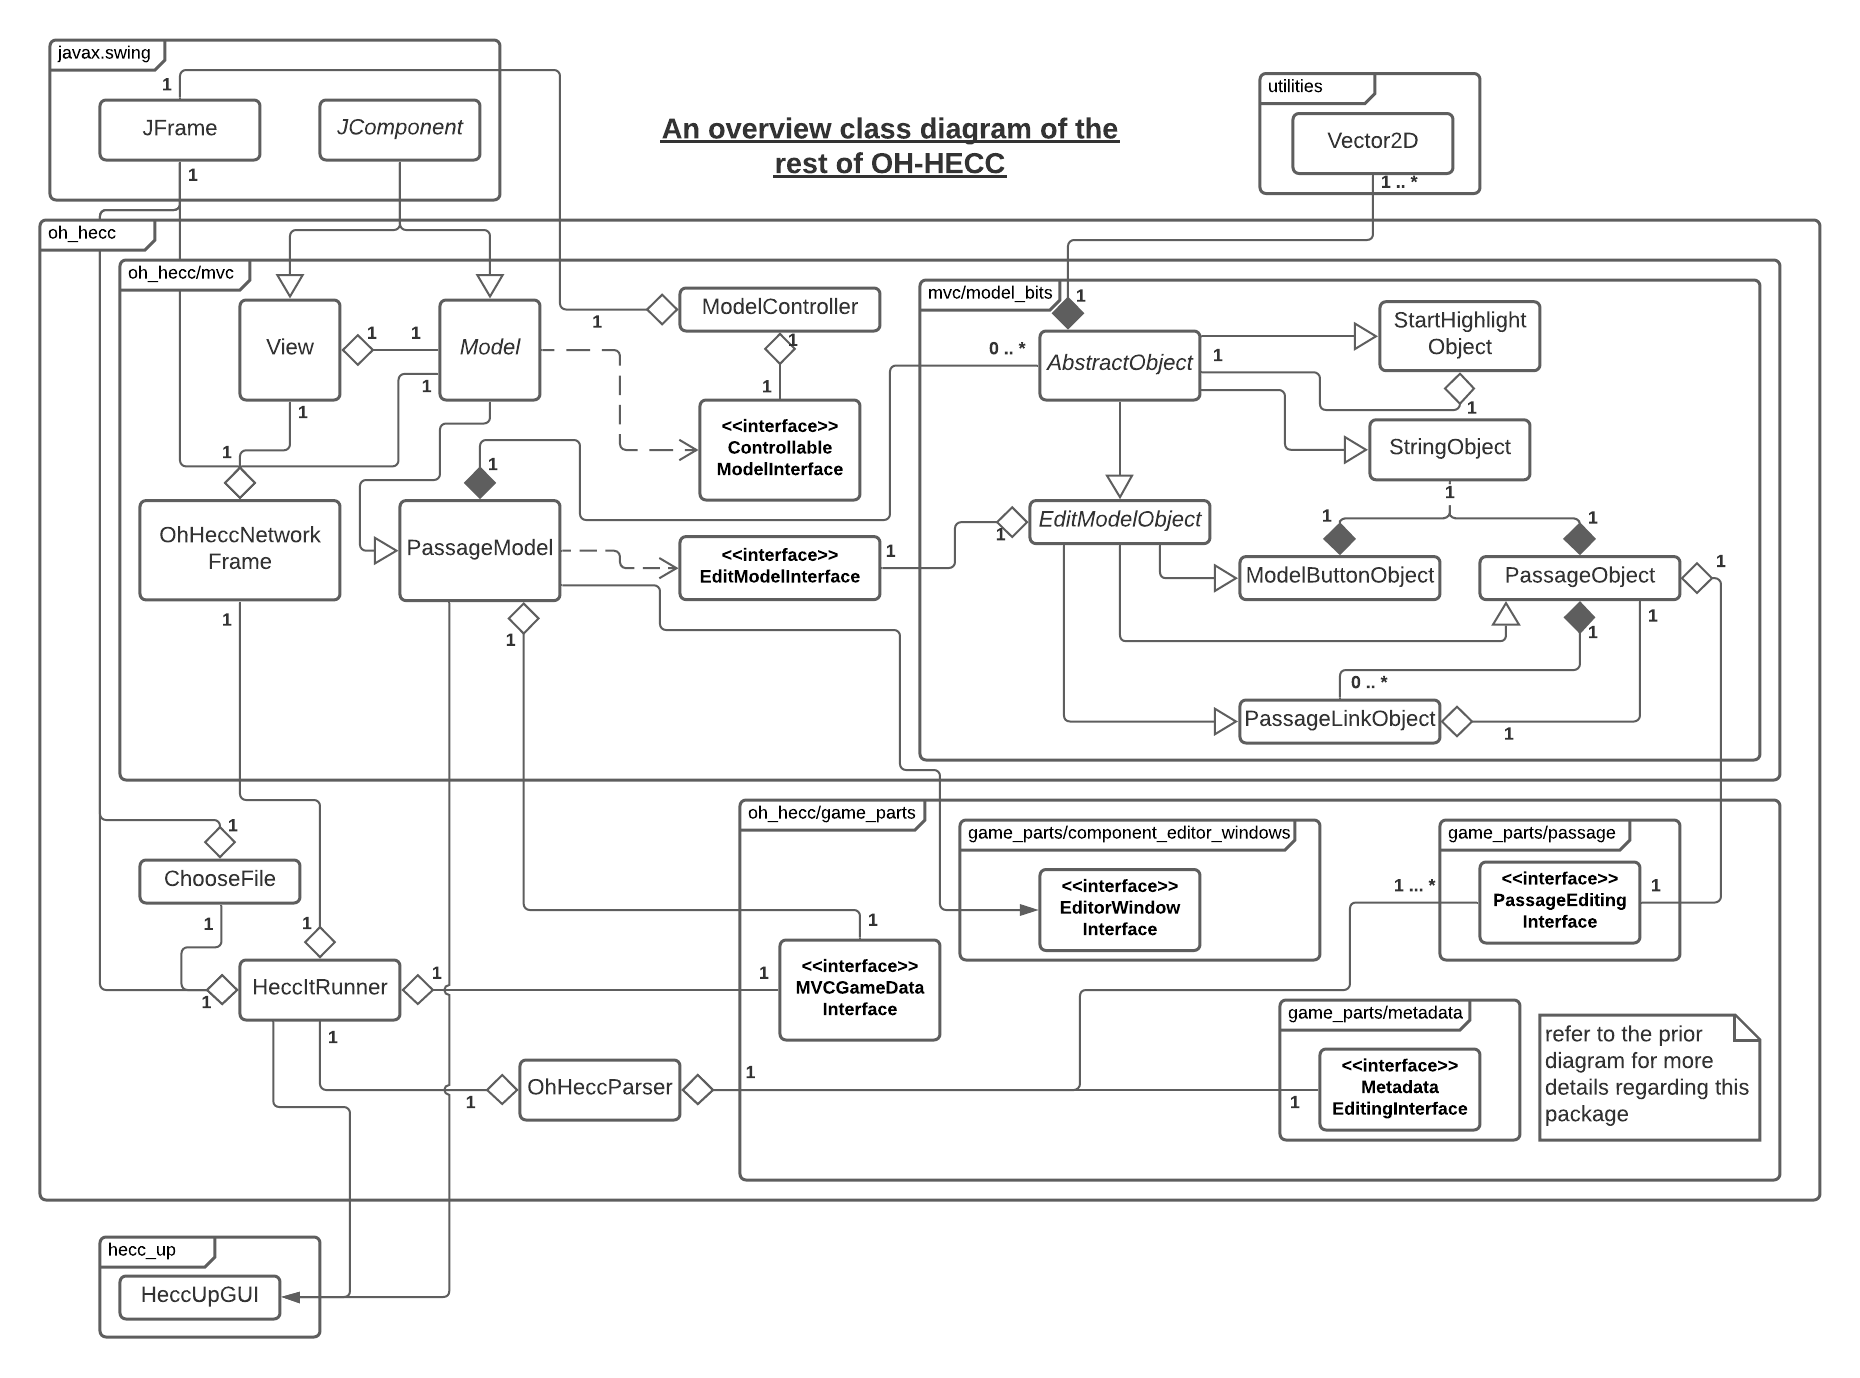 javax.swing
1
JFrame
JComponent
1
An overview class diagram of the
rest of OH-HECC
utilities
Vector2D
1 .. *
oh_hecc
oh_hecc/mvc
View
1
1
Model
1
1
1
ModelController
1
1
1
<<interface>>
Controllable
ModelInterface
mvc/model_bits
1
0 .. *
AbstractObject
1
StartHighlight
Object
1
StringObject
1
1
1
EditModelObject
1
ModelButtonObject
PassageObject
1
1
1
0 .. *
PassageLinkObject
1
OhHeccNetwork
Frame
1
1
PassageModel
1
<<interface>>
EditModelInterface
1
1
ChooseFile
1
1
1
HeccItRunner
1
1
1
OhHeccParser
1
oh_hecc/game_parts
1
1
<<interface>>
MVCGameData
Interface
game_parts/component_editor_windows
<<interface>>
EditorWindow
Interface
game_parts/passage
1 ... *
<<interface>>
PassageEditing
Interface
1
game_parts/metadata
<<interface>>
Metadata
EditingInterface
1
refer to the prior
diagram for more
details regarding this
package
hecc_up
HeccUpGUI